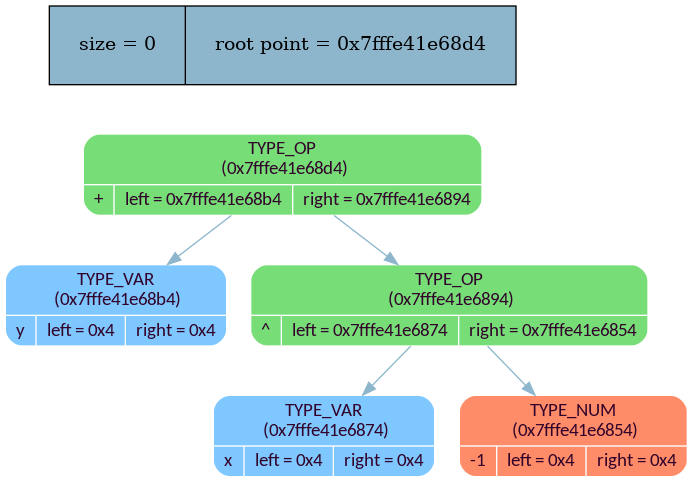 size = 0 root point = 0x7fffe41e68d4
TYPE_OP
(0x7fffe41e68d4)
+ left = 0x7fffe41e68b4 right = 0x7fffe41e6894
TYPE_VAR
(0x7fffe41e68b4)
y left = 0x4 right = 0x4
TYPE_OP
(0x7fffe41e6894)
^ left = 0x7fffe41e6874 right = 0x7fffe41e6854
TYPE_VAR
(0x7fffe41e6874)
x left = 0x4 right = 0x4
TYPE_NUM
(0x7fffe41e6854)
-1 left = 0x4 right = 0x4